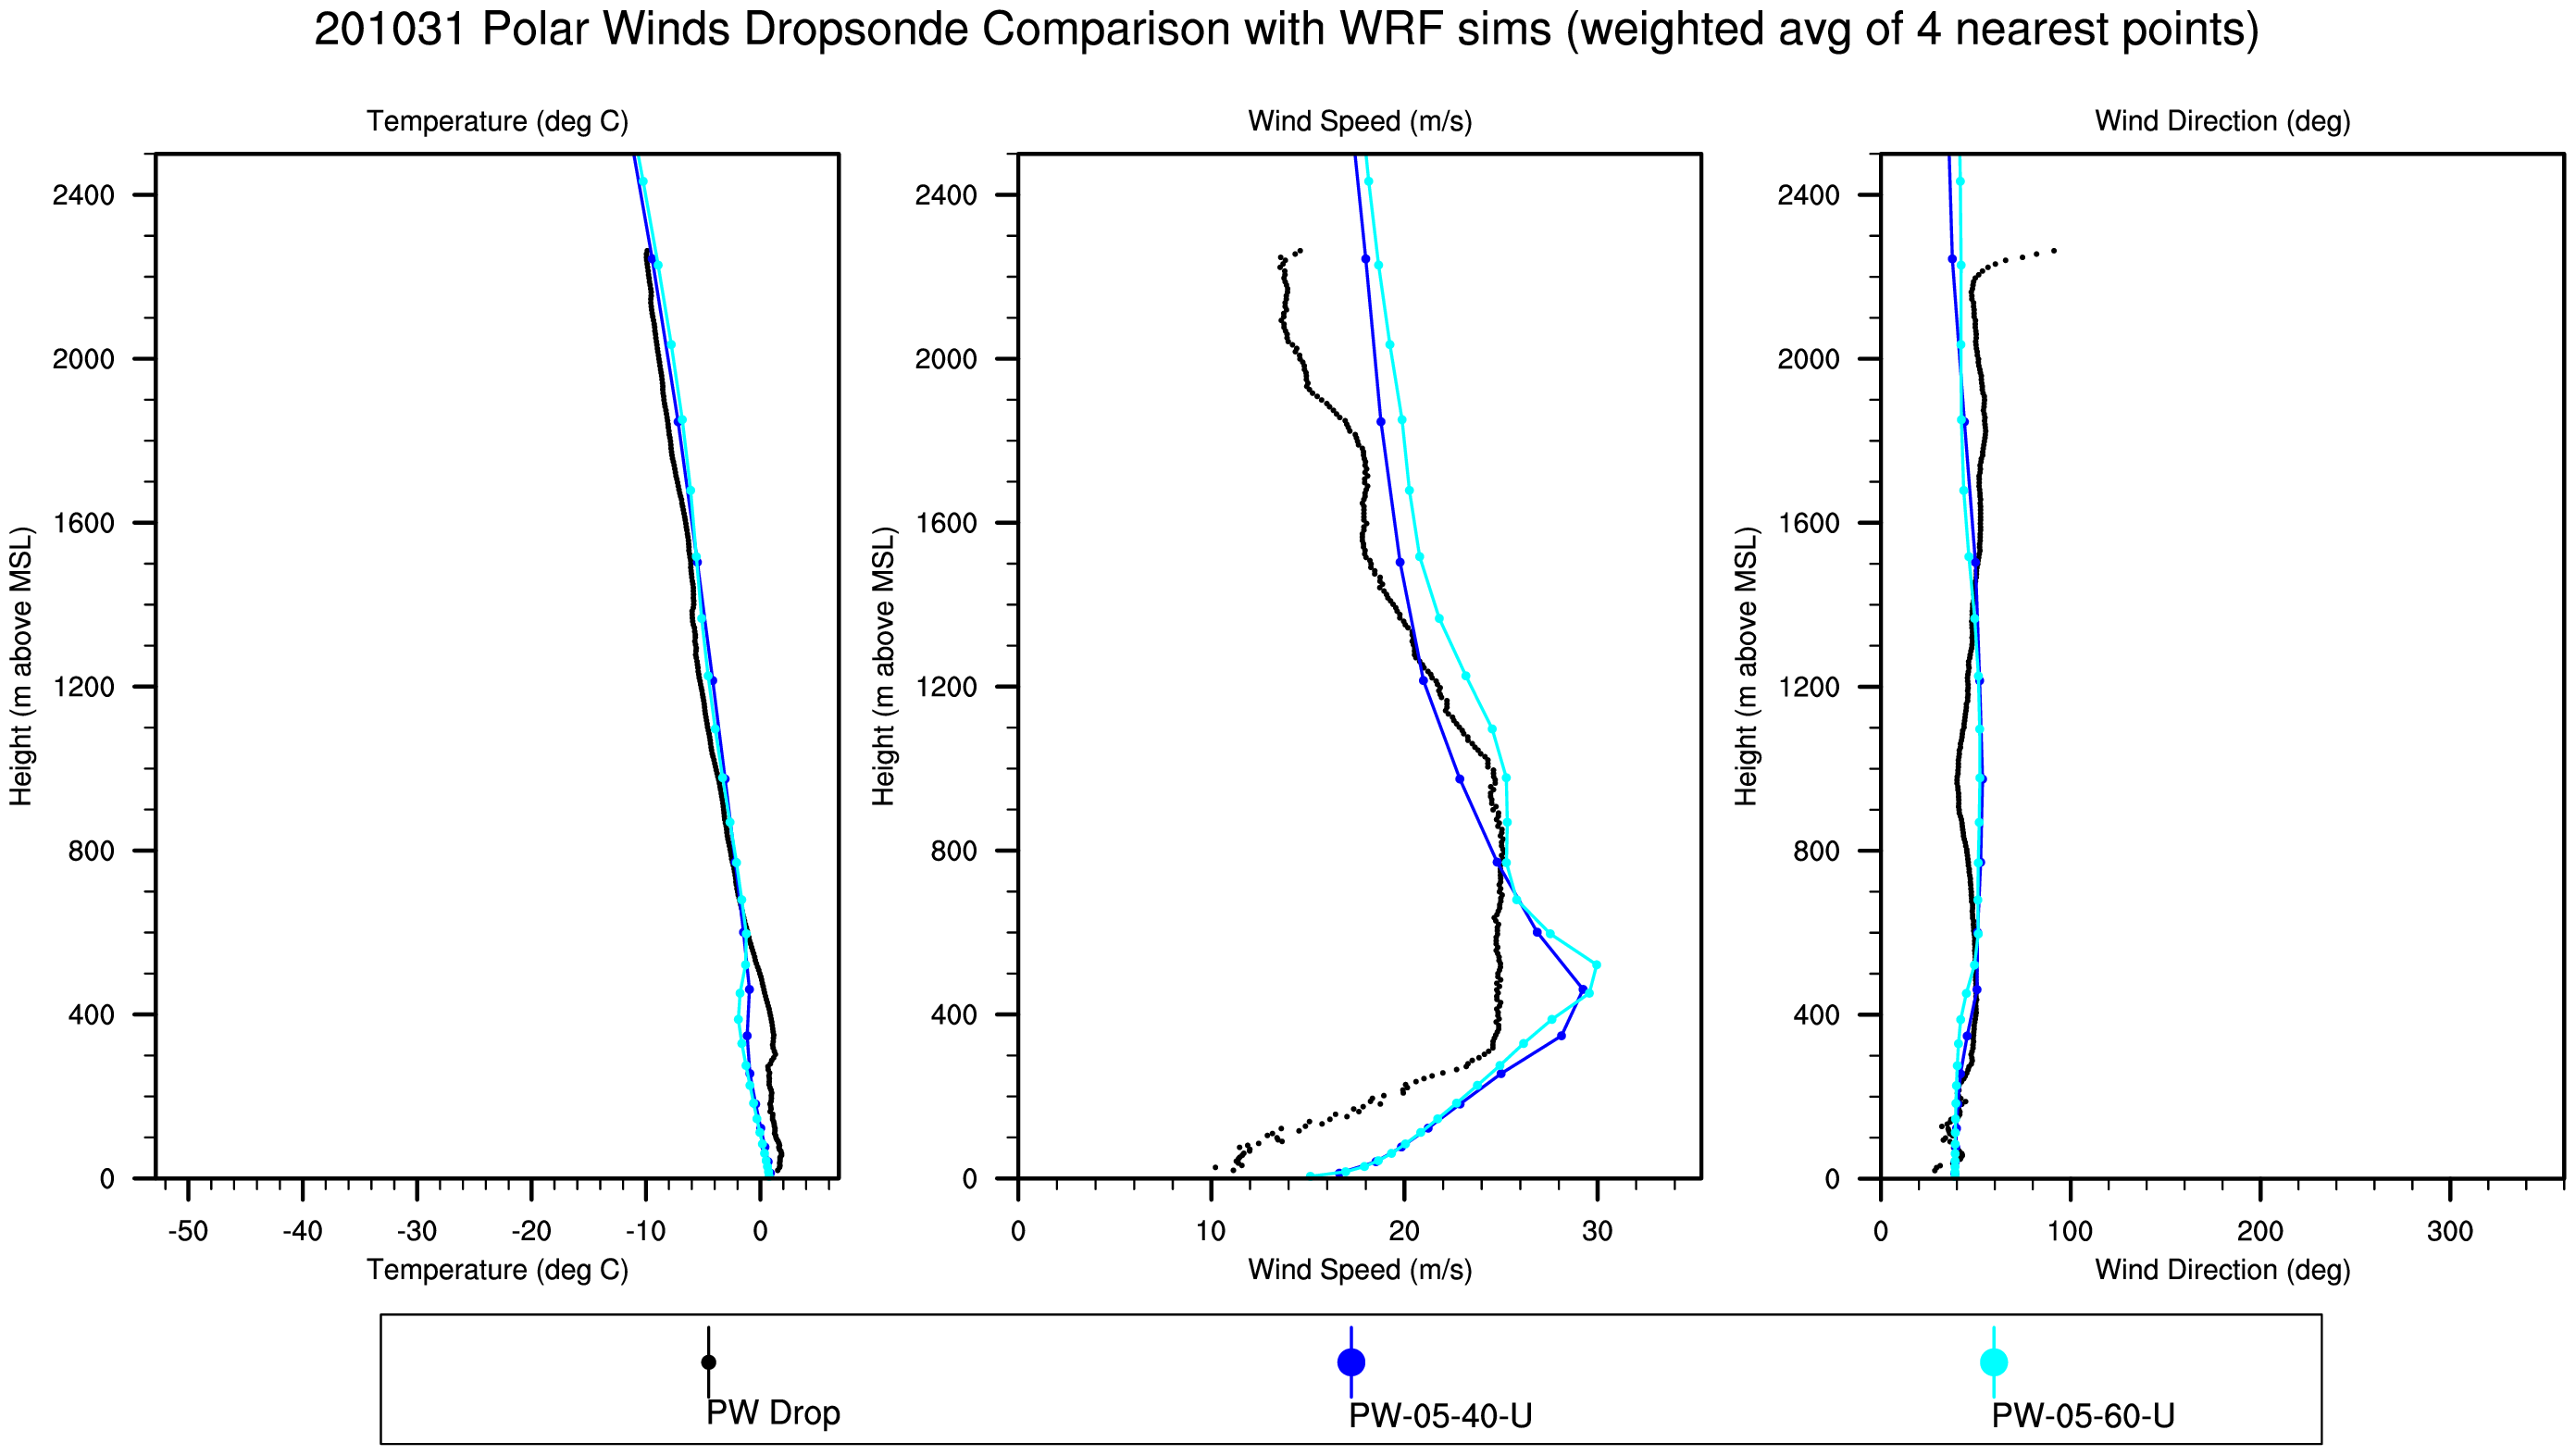 201031 Polar Winds Dropsonde Comparison with WRF sims (weighted avg of 4 nearest points)
Temperature (deg C)
Wind Speed (m/s)
Wind Direction (deg)
2400
2000
1600
1200
800
400
0
Height (m above MSL)
-50 -40 -30 -20 -10 0
Temperature (deg C)
2400
2000
1600
1200
800
400
0
Height (m above MSL)
0 10 20 30
Wind Speed (m/s)
2400
2000
1600
1200
800
400
0
Height (m above MSL)
0 100 200 300
Wind Direction (deg)
PW Drop
PW-05-40-U
PW-05-60-U